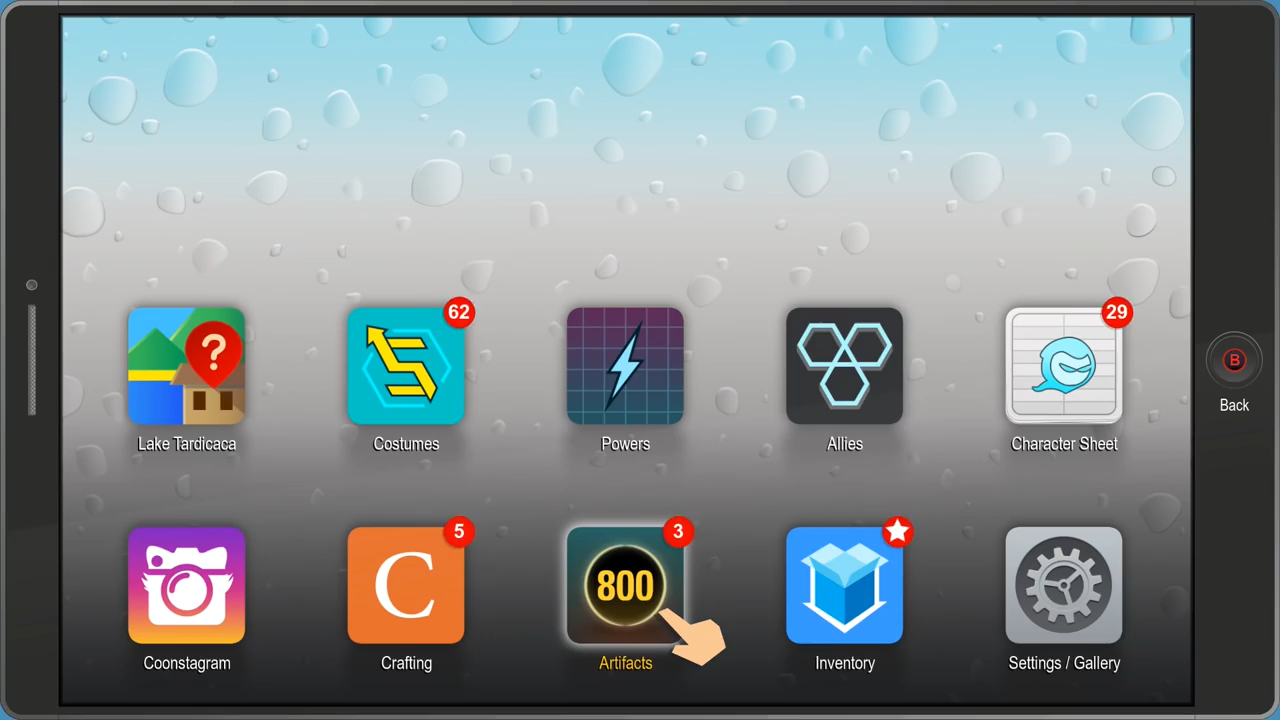 62
29
?
B
Back
Lake Tardicaca
Costumes
Powers
Allies
Character Sheet
5
3
C
800
Coonstagram
Crafting
Artifacts
Inventory
Settings / Gallery